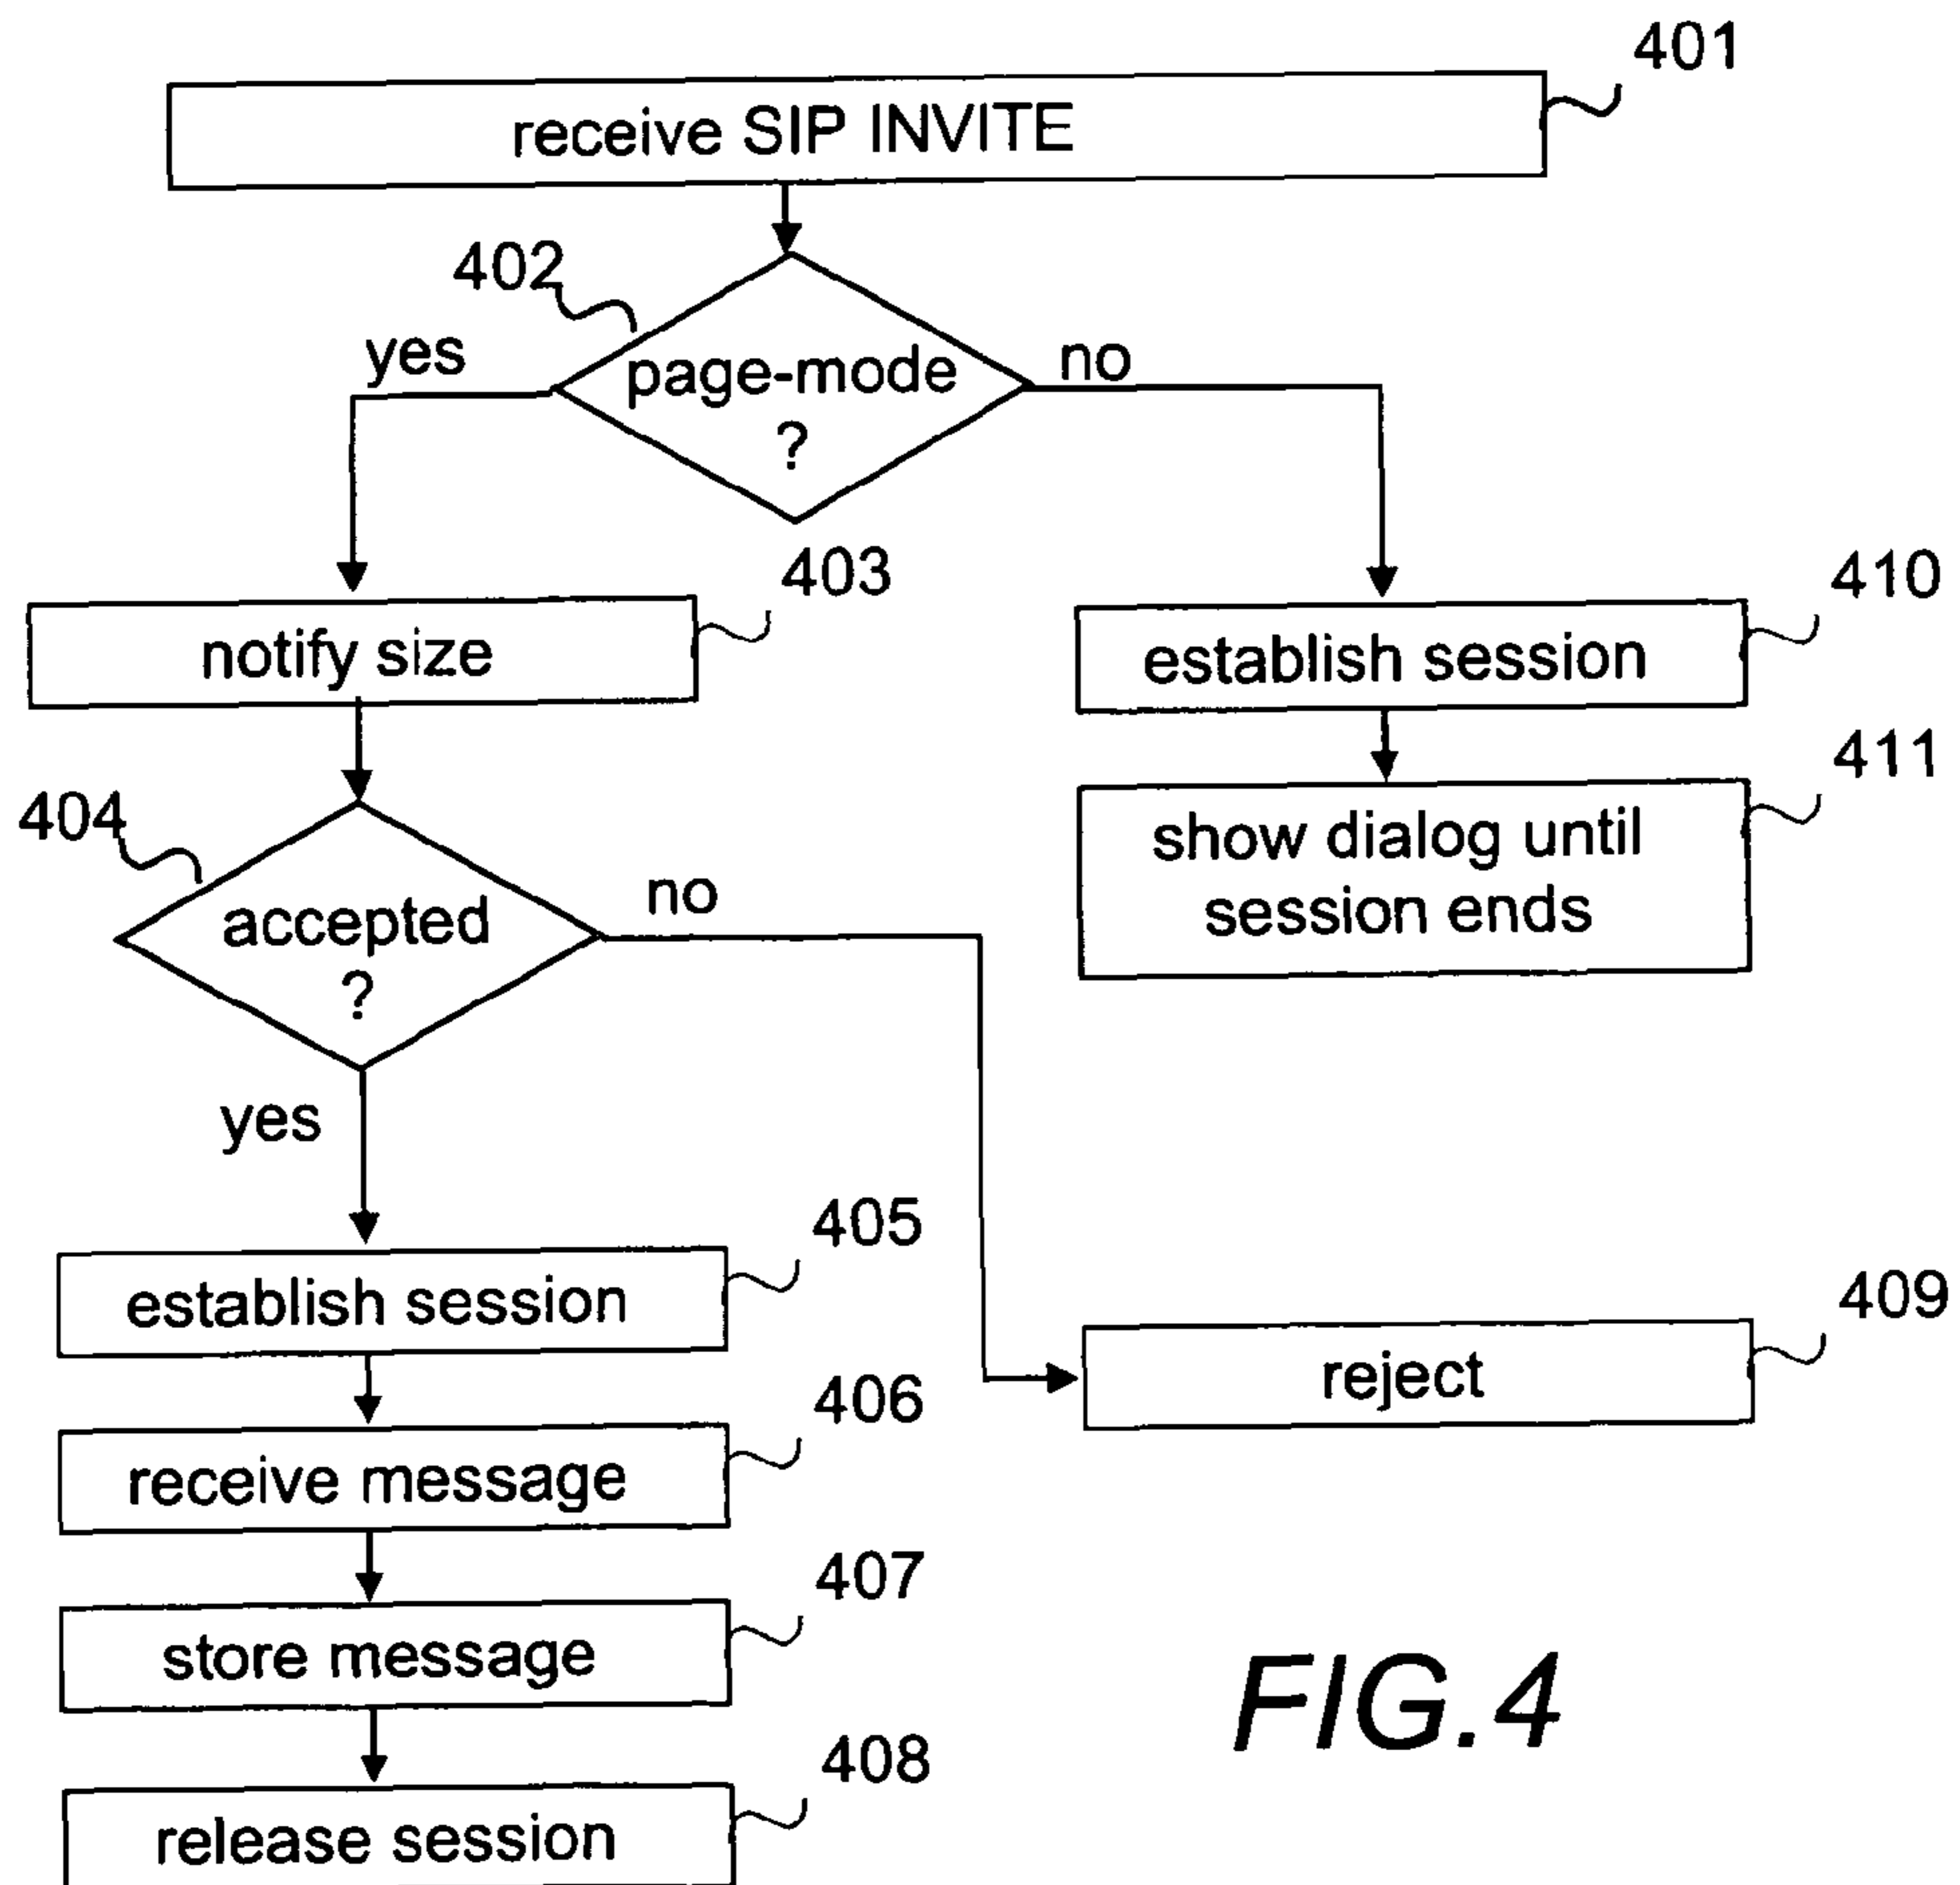 401
receive SIP INVITE
402
yes
page-mode
?
no
403
notify size
410
establish session
411
show dialog until
session ends
404
accepted
?
no
yes
405
establish session
409
reject
406
receive message
407
store message
408
release session
FIG.4